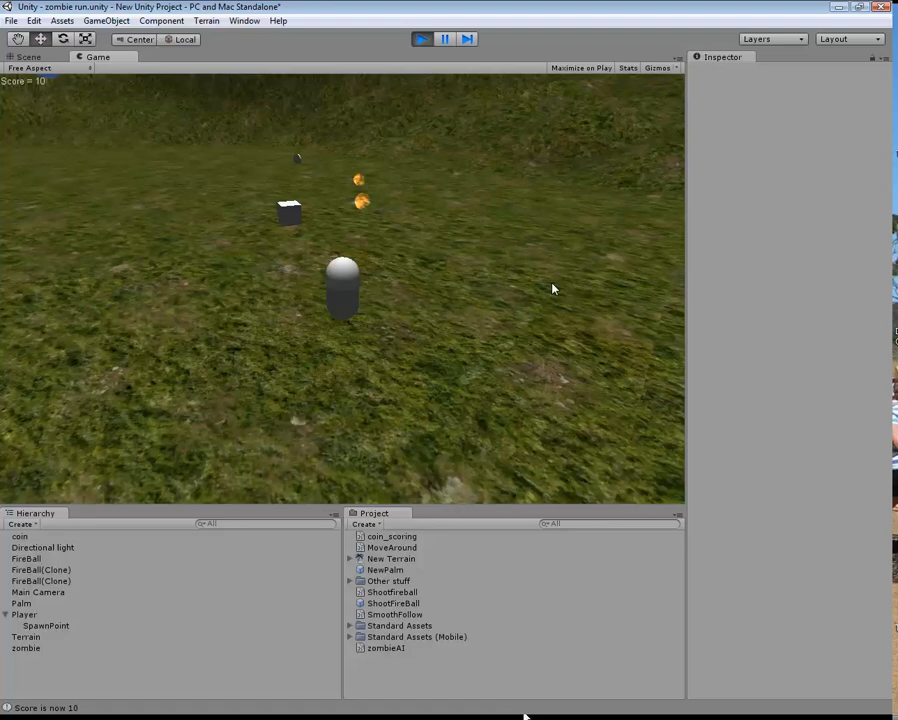 Unity - zombie run.unity - New Unity Project - PC and Mac Standalone*
File Edit Assets GameObject Component Terrain Window Help
Center Local Layers Layout
Scene Game Inspector
Free Aspect Maximize on Play Stats Gizmos
Score = 10
Hierarchy Project
Create All Create All
coin
Directional light
FireBall
FireBall(Clone)
FireBall(Clone)
Main Camera
Palm
Player
SpawnPoint
Terrain
zombie
coin_scoring
MoveAround
New Terrain
NewPalm
Other stuff
Shootfireball
ShootFireBall
SmoothFollow
Standard Assets
Standard Assets (Mobile)
zombieAI
Score is now 10